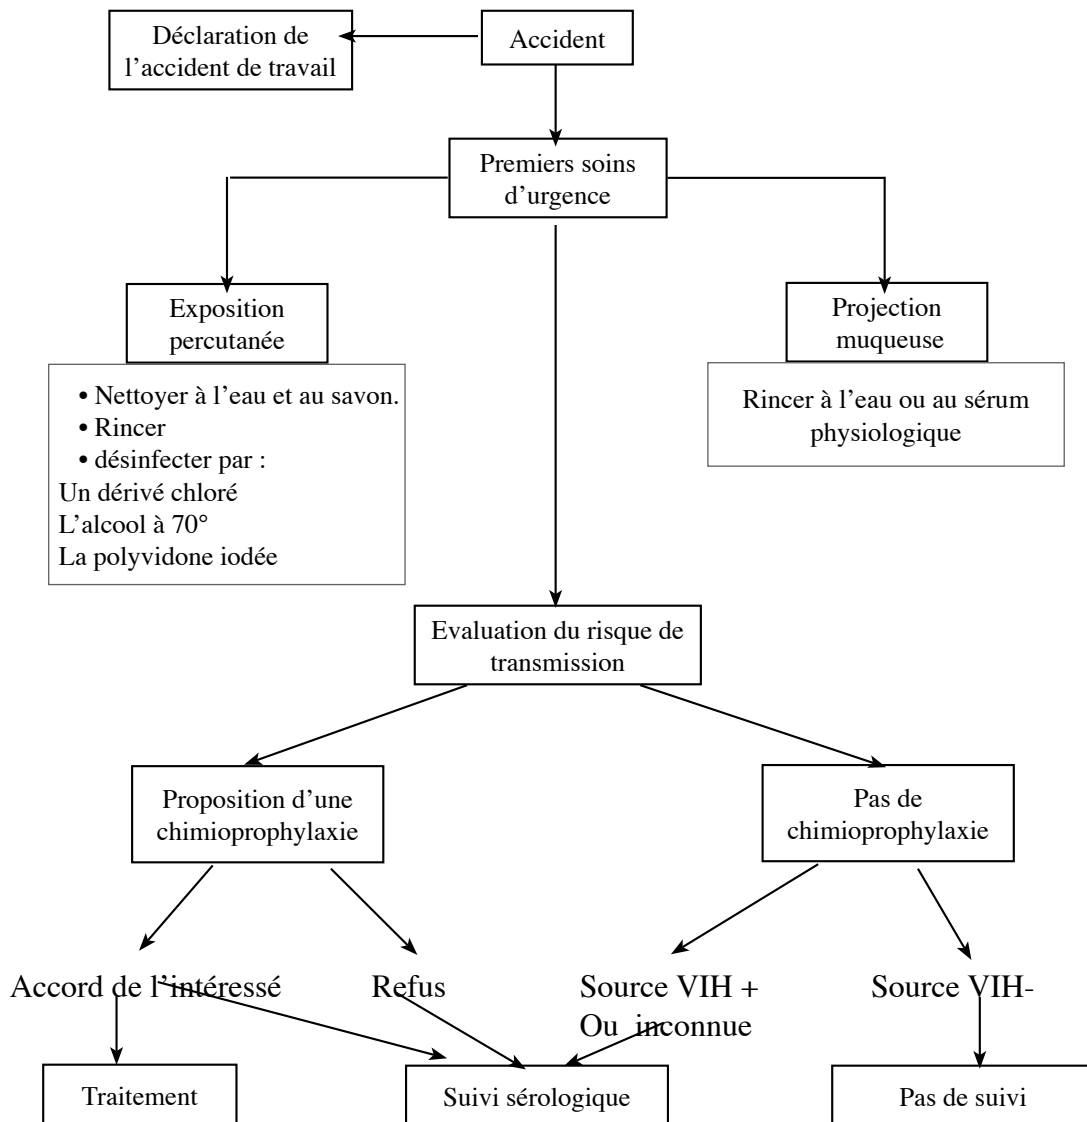 Déclaration de
l’accident de travail
Accident
Premiers soins
d’urgence
Exposition
percutanée
Projection
muqueuse
• Nettoyer à l’eau et au savon.
• Rincer
• désinfecter par :
Un dérivé chloré
L’alcool à 70°
La polyvidone iodée
Rincer à l’eau ou au sérum
physiologique
Evaluation du risque de
transmission
Proposition d’une
chimioprophylaxie
Pas de
chimioprophylaxie
Accord de l’intéressé
Refus
Source VIH +
Ou inconnue
Source VIH-
Traitement
Suivi sérologique
Pas de suivi